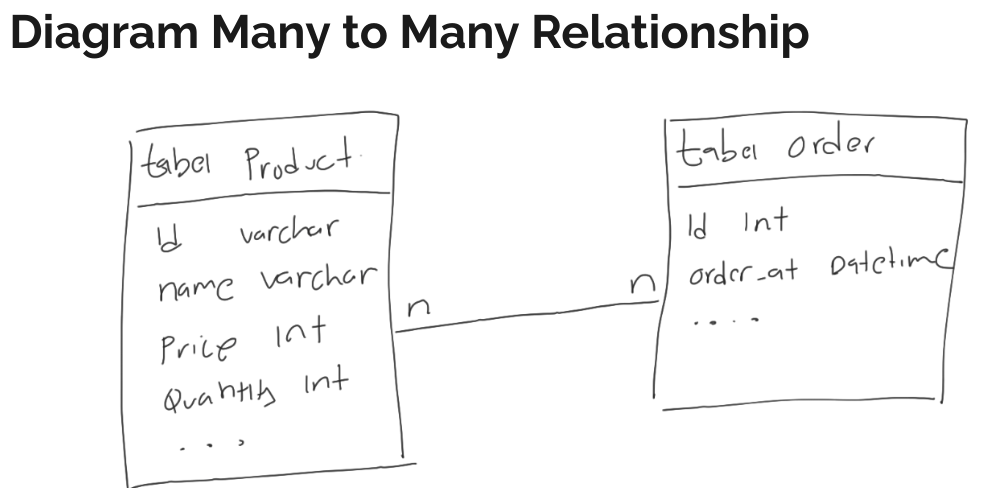 Diagram Many to Many Relationship
tabel Product
Id varchar
name varchar
Price Int
Quantity Int
. . .
n
n
tabel order
Id Int
order_at Datetime
. . . .